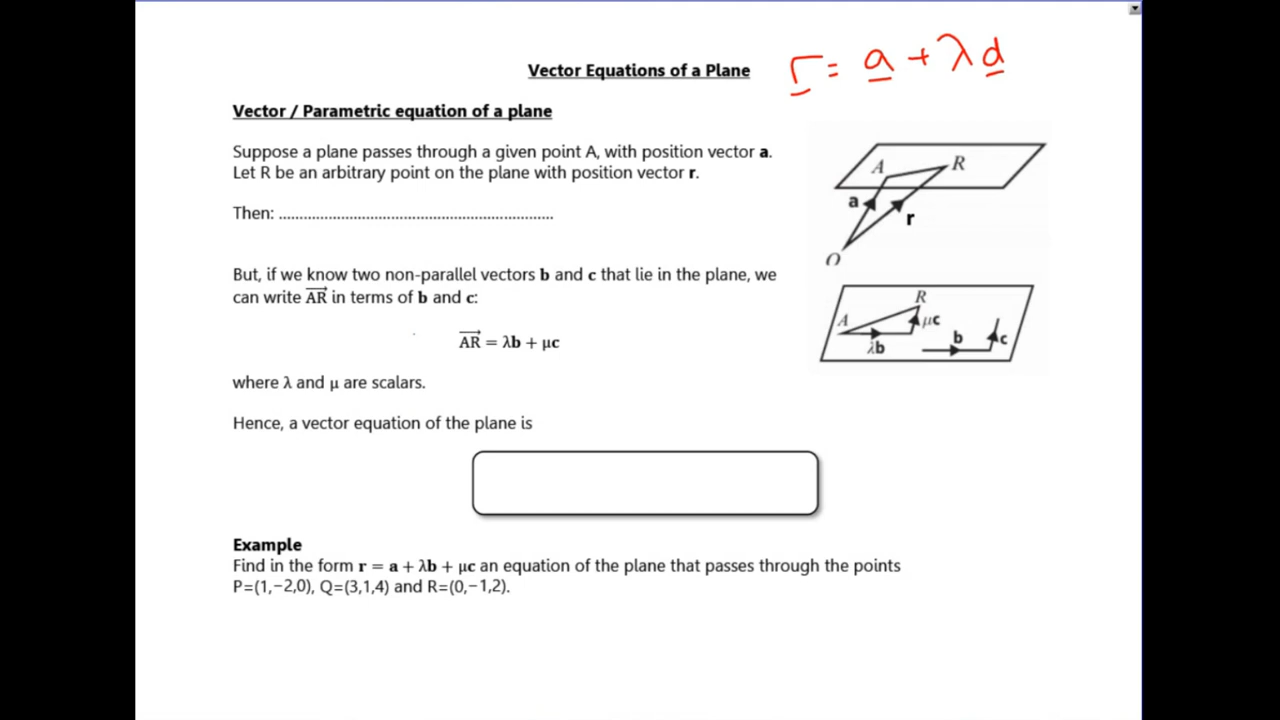 Vector Equations of a Plane
r = a + λd
Vector / Parametric equation of a plane
Suppose a plane passes through a given point A, with position vector a.
Let R be an arbitrary point on the plane with position vector r.
Then: ..................................................................
But, if we know two non-parallel vectors b and c that lie in the plane, we
can write A͞R⃗ in terms of b and c:
AR⃗ = λb + μc
where λ and μ are scalars.
Hence, a vector equation of the plane is
A
R
a
r
O
R
A
μc
b
c
λb
Example
Find in the form r = a + λb + μc an equation of the plane that passes through the points
P=(1,−2,0), Q=(3,1,4) and R=(0,−1,2).